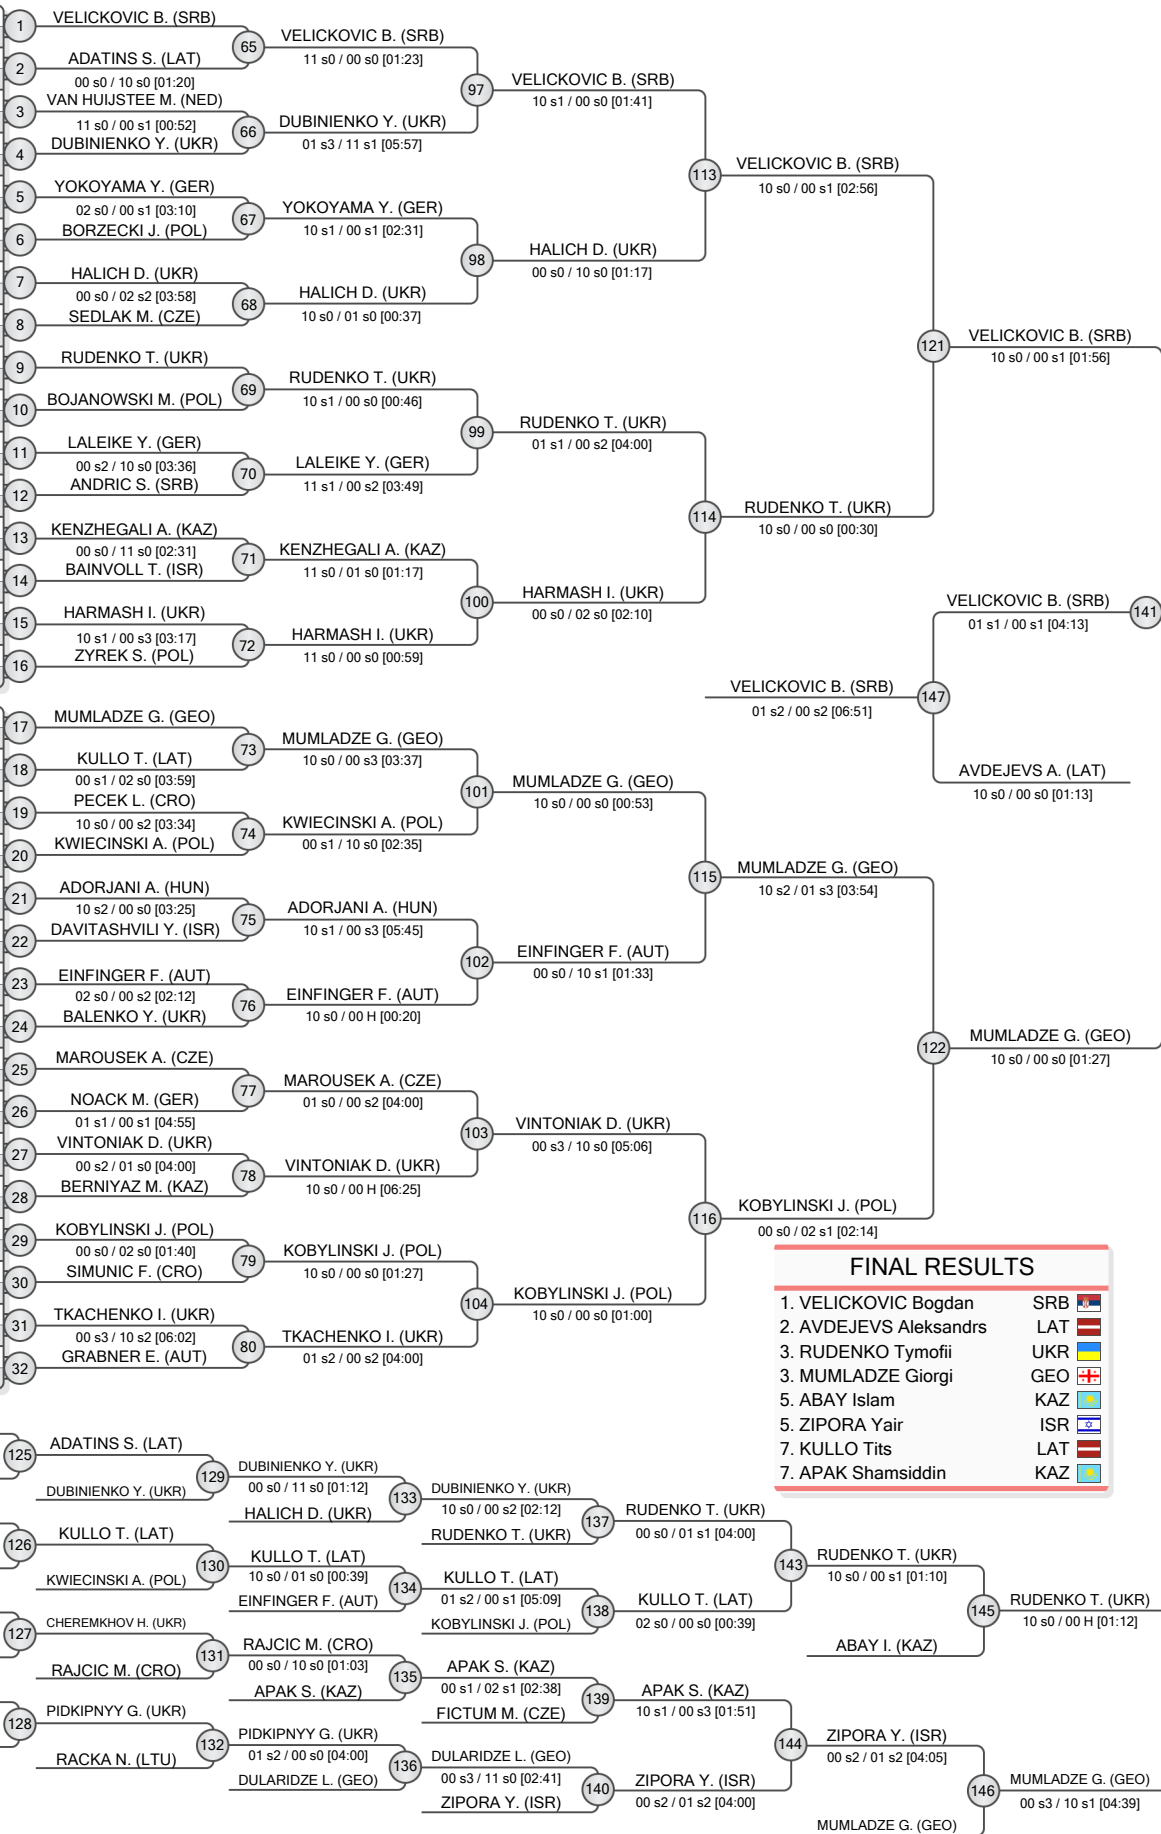 1 VELICKOVIC B. (SRB)
65 VELICKOVIC B. (SRB)
11 s0 / 00 s0 [01:23]
2 ADATINS S. (LAT)
00 s0 / 10 s0 [01:20]
97 VELICKOVIC B. (SRB)
10 s1 / 00 s0 [01:41]
3 VAN HUIJSTEE M. (NED)
11 s0 / 00 s1 [00:52]
66 DUBINIENKO Y. (UKR)
01 s3 / 11 s1 [05:57]
4 DUBINIENKO Y. (UKR)
113 VELICKOVIC B. (SRB)
10 s0 / 00 s1 [02:56]
5 YOKOYAMA Y. (GER)
02 s0 / 00 s1 [03:10]
67 YOKOYAMA Y. (GER)
10 s1 / 00 s1 [02:31]
6 BORZECKI J. (POL)
98 HALICH D. (UKR)
00 s0 / 10 s0 [01:17]
7 HALICH D. (UKR)
00 s0 / 02 s2 [03:58]
68 HALICH D. (UKR)
10 s0 / 01 s0 [00:37]
8 SEDLAK M. (CZE)
121 VELICKOVIC B. (SRB)
10 s0 / 00 s1 [01:56]
9 RUDENKO T. (UKR)
69 RUDENKO T. (UKR)
10 s1 / 00 s0 [00:46]
10 BOJANOWSKI M. (POL)
99 RUDENKO T. (UKR)
01 s1 / 00 s2 [04:00]
11 LALEIKE Y. (GER)
00 s2 / 10 s0 [03:36]
70 LALEIKE Y. (GER)
11 s1 / 00 s2 [03:49]
12 ANDRIC S. (SRB)
114 RUDENKO T. (UKR)
10 s0 / 00 s0 [00:30]
13 KENZHEGALI A. (KAZ)
00 s0 / 11 s0 [02:31]
71 KENZHEGALI A. (KAZ)
11 s0 / 01 s0 [01:17]
14 BAINVOLL T. (ISR)
100 HARMASH I. (UKR)
00 s0 / 02 s0 [02:10]
VELICKOVIC B. (SRB) 141
01 s1 / 00 s1 [04:13]
15 HARMASH I. (UKR)
10 s1 / 00 s3 [03:17]
72 HARMASH I. (UKR)
11 s0 / 00 s0 [00:59]
16 ZYREK S. (POL)
VELICKOVIC B. (SRB) 147
01 s2 / 00 s2 [06:51]
17 MUMLADZE G. (GEO)
73 MUMLADZE G. (GEO)
10 s0 / 00 s3 [03:37]
18 KULLO T. (LAT)
00 s1 / 02 s0 [03:59]
AVDEJEVS A. (LAT)
10 s0 / 00 s0 [01:13]
101 MUMLADZE G. (GEO)
10 s0 / 00 s0 [00:53]
19 PECEK L. (CRO)
10 s0 / 00 s2 [03:34]
74 KWIECINSKI A. (POL)
00 s1 / 10 s0 [02:35]
20 KWIECINSKI A. (POL)
115 MUMLADZE G. (GEO)
10 s2 / 01 s3 [03:54]
21 ADORJANI A. (HUN)
10 s2 / 00 s0 [03:25]
75 ADORJANI A. (HUN)
10 s1 / 00 s3 [05:45]
22 DAVITASHVILI Y. (ISR)
102 EINFINGER F. (AUT)
00 s0 / 10 s1 [01:33]
23 EINFINGER F. (AUT)
02 s0 / 00 s2 [02:12]
76 EINFINGER F. (AUT)
10 s0 / 00 H [00:20]
24 BALENKO Y. (UKR)
122 MUMLADZE G. (GEO)
10 s0 / 00 s0 [01:27]
25 MAROUSEK A. (CZE)
77 MAROUSEK A. (CZE)
01 s0 / 00 s2 [04:00]
26 NOACK M. (GER)
01 s1 / 00 s1 [04:55]
103 VINTONIAK D. (UKR)
00 s3 / 10 s0 [05:06]
27 VINTONIAK D. (UKR)
00 s2 / 01 s0 [04:00]
78 VINTONIAK D. (UKR)
10 s0 / 00 H [06:25]
28 BERNIYAZ M. (KAZ)
116 KOBYLINSKI J. (POL)
00 s0 / 02 s1 [02:14]
29 KOBYLINSKI J. (POL)
00 s0 / 02 s0 [01:40]
79 KOBYLINSKI J. (POL)
10 s0 / 00 s0 [01:27]
30 SIMUNIC F. (CRO)
104 KOBYLINSKI J. (POL)
10 s0 / 00 s0 [01:00]
31 TKACHENKO I. (UKR)
00 s3 / 10 s2 [06:02]
80 TKACHENKO I. (UKR)
01 s2 / 00 s2 [04:00]
32 GRABNER E. (AUT)
FINAL RESULTS
1. VELICKOVIC Bogdan SRB
2. AVDEJEVS Aleksandrs LAT
3. RUDENKO Tymofii UKR
3. MUMLADZE Giorgi GEO
5. ABAY Islam KAZ
5. ZIPORA Yair ISR
7. KULLO Tits LAT
7. APAK Shamsiddin KAZ
125 ADATINS S. (LAT)
129 DUBINIENKO Y. (UKR)
00 s0 / 11 s0 [01:12]
DUBINIENKO Y. (UKR)
133 DUBINIENKO Y. (UKR)
10 s0 / 00 s2 [02:12]
HALICH D. (UKR)
137 RUDENKO T. (UKR)
00 s0 / 01 s1 [04:00]
RUDENKO T. (UKR)
126 KULLO T. (LAT)
130 KULLO T. (LAT)
10 s0 / 01 s0 [00:39]
143 RUDENKO T. (UKR)
10 s0 / 00 s1 [01:10]
KWIECINSKI A. (POL)
134 KULLO T. (LAT)
01 s2 / 00 s1 [05:09]
EINFINGER F. (AUT)
138 KULLO T. (LAT)
02 s0 / 00 s0 [00:39]
KOBYLINSKI J. (POL)
145 RUDENKO T. (UKR)
10 s0 / 00 H [01:12]
127 CHEREMKHOV H. (UKR)
131 RAJCIC M. (CRO)
00 s0 / 10 s0 [01:03]
ABAY I. (KAZ)
RAJCIC M. (CRO)
135 APAK S. (KAZ)
00 s1 / 02 s1 [02:38]
APAK S. (KAZ)
139 APAK S. (KAZ)
10 s1 / 00 s3 [01:51]
FICTUM M. (CZE)
128 PIDKIPNYY G. (UKR)
132 PIDKIPNYY G. (UKR)
01 s2 / 00 s0 [04:00]
144 ZIPORA Y. (ISR)
00 s2 / 01 s2 [04:05]
RACKA N. (LTU)
136 DULARIDZE L. (GEO)
00 s3 / 11 s0 [02:41]
DULARIDZE L. (GEO)
140 ZIPORA Y. (ISR)
00 s2 / 01 s2 [04:00]
ZIPORA Y. (ISR)
146 MUMLADZE G. (GEO)
00 s3 / 10 s1 [04:39]
MUMLADZE G. (GEO)